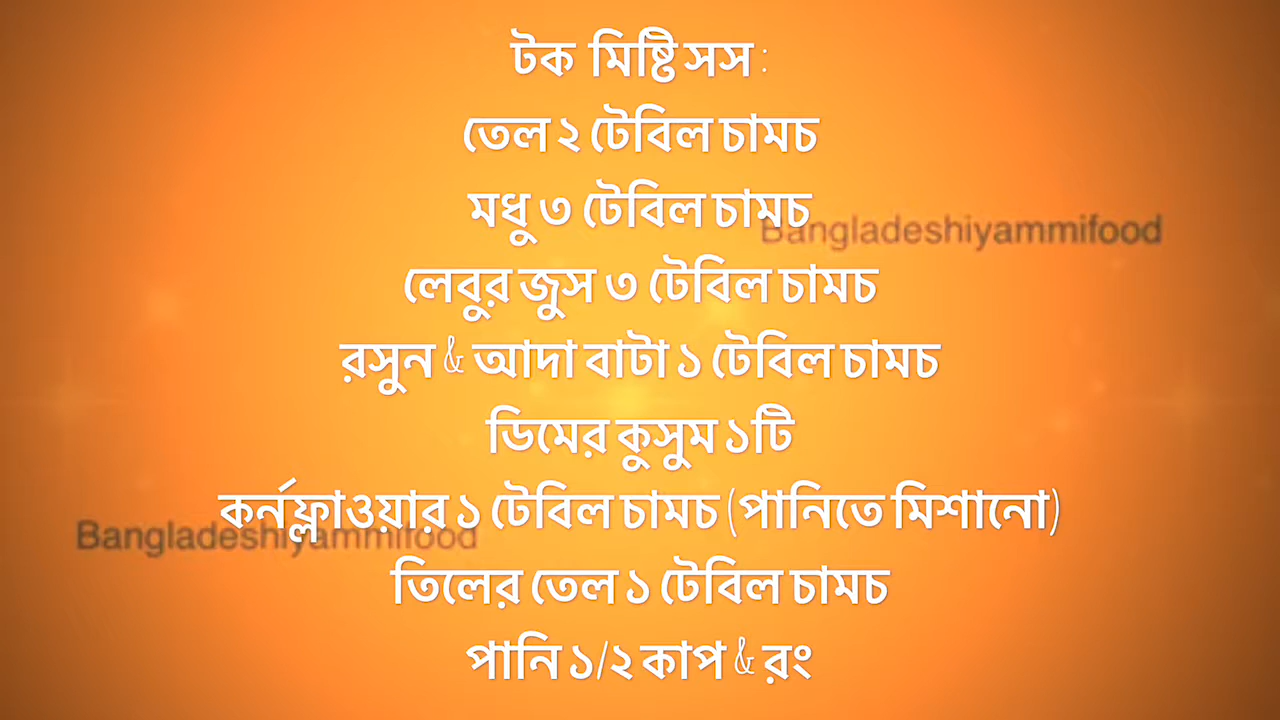 টক মিষ্টি সস :
তেল ২ টেবিল চামচ
মধু ৩ টেবিল চামচ
Bangladeshiyammifood
লেবুর জুস ৩ টেবিল চামচ
রসুন & আদা বাটা ১ টেবিল চামচ
ডিমের কুসুম ১টি
কর্নফ্লাওয়ার ১ টেবিল চামচ (পানিতে মিশানো)
Bangladeshiyammifood
তিলের তেল ১ টেবিল চামচ
পানি ১/২ কাপ & রং